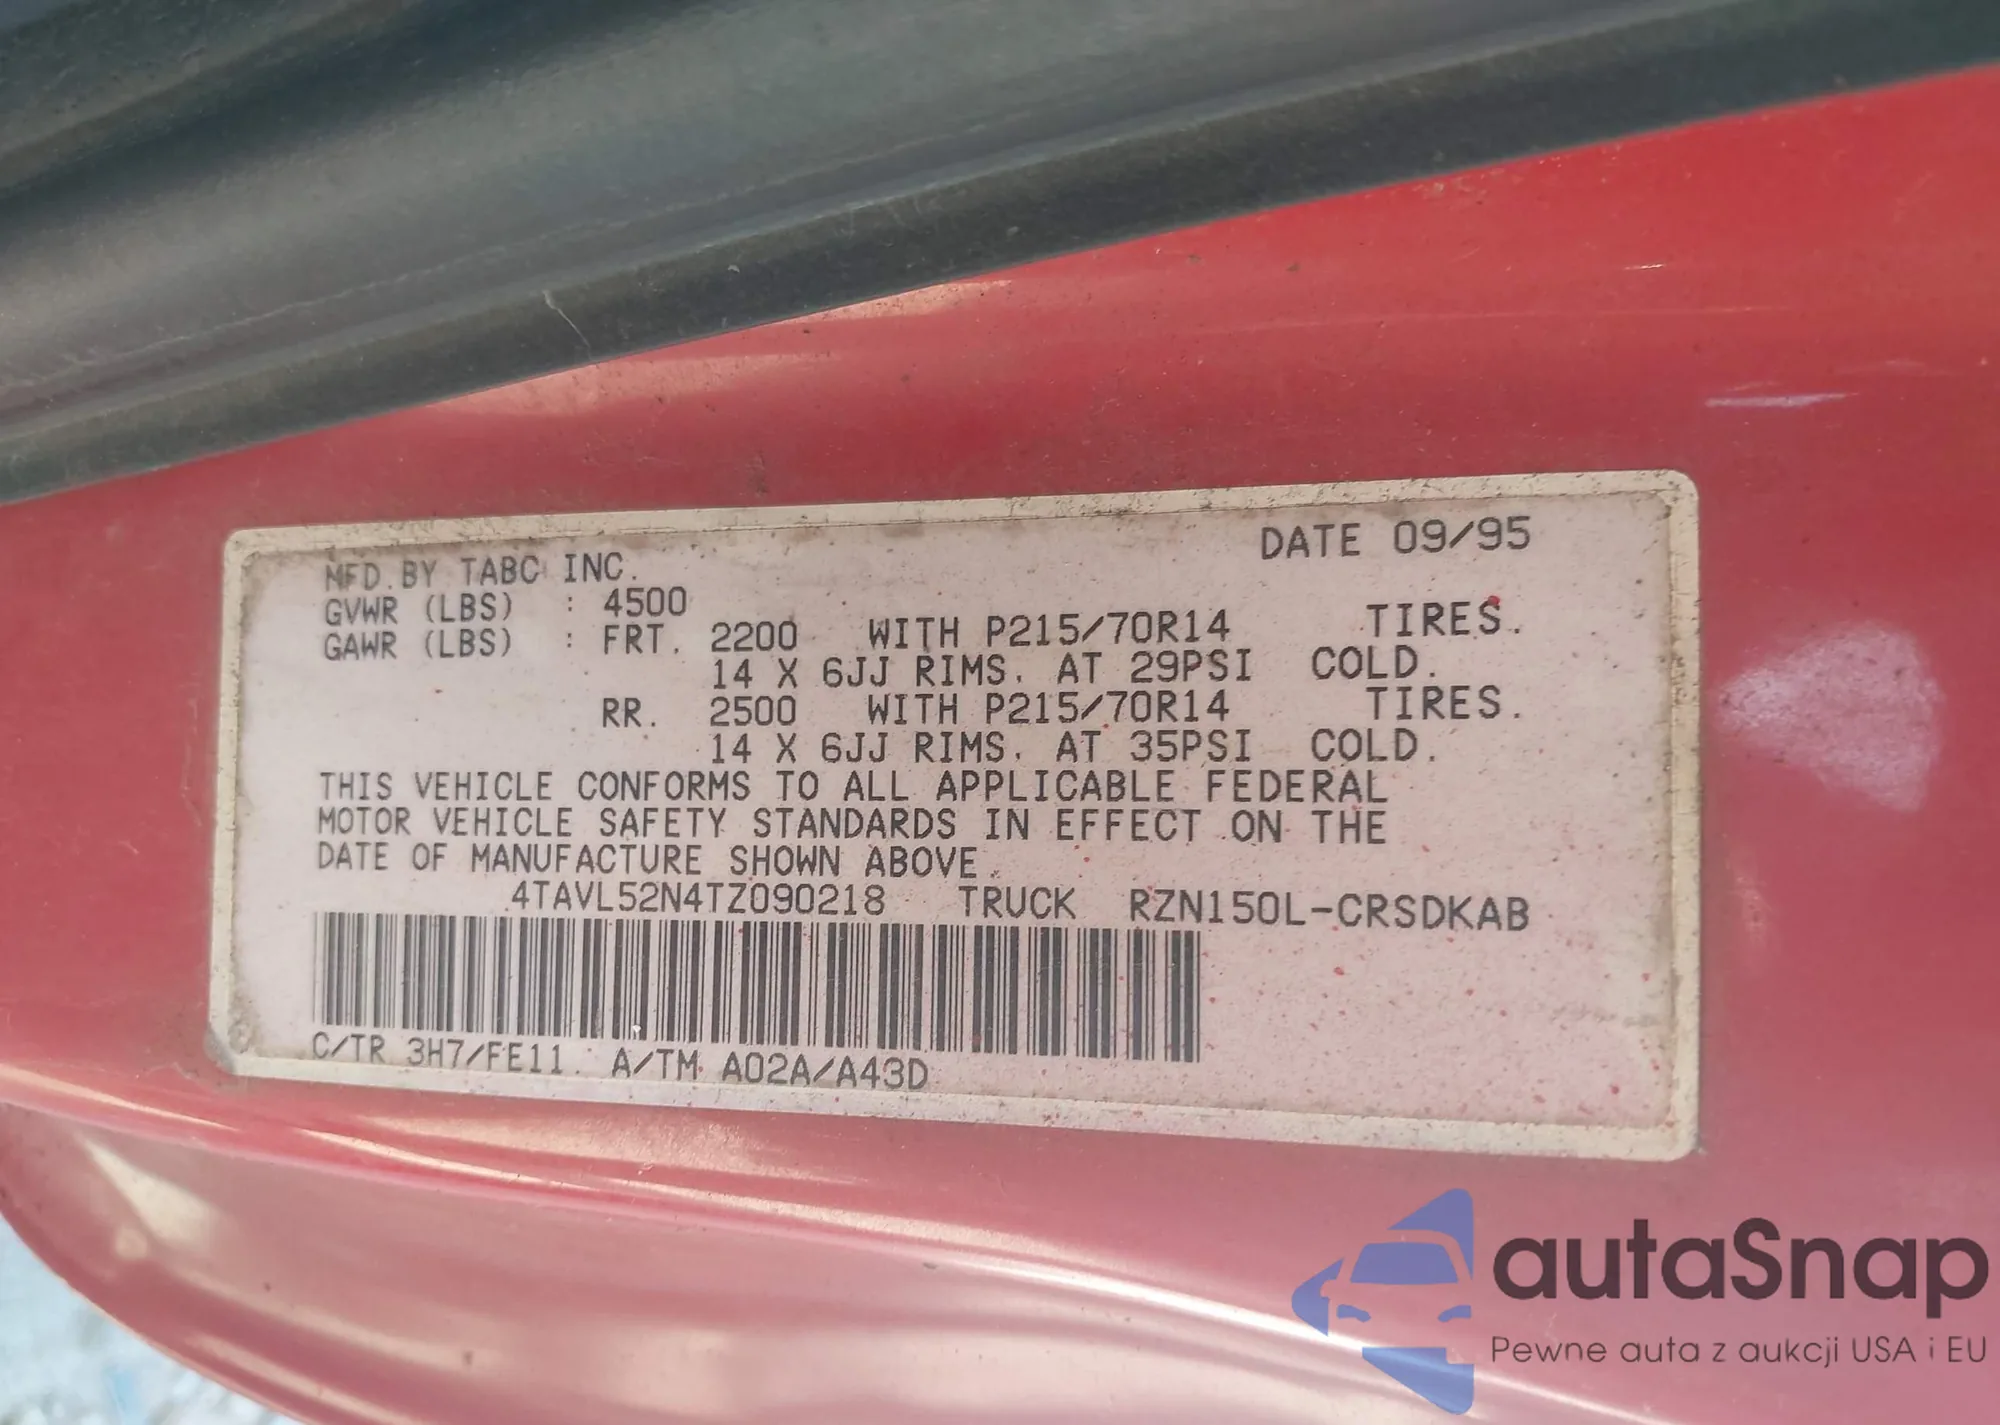 DATE 09/95
MFD.BY TABC INC.
GVWR (LBS) : 4500
GAWR (LBS) : FRT. 2200 WITH P215/70R14 TIRES.
14 X 6JJ RIMS. AT 29PSI COLD.
RR. 2500 WITH P215/70R14 TIRES.
14 X 6JJ RIMS. AT 35PSI COLD.
THIS VEHICLE CONFORMS TO ALL APPLICABLE FEDERAL
MOTOR VEHICLE SAFETY STANDARDS IN EFFECT ON THE
DATE OF MANUFACTURE SHOWN ABOVE.
4TAVL52N4TZ090218 TRUCK RZN150L-CRSDKAB
C/TR 3H7/FE11 A/TM A02A/A43D
autaSnap
Pewne auta z aukcji USA i EU